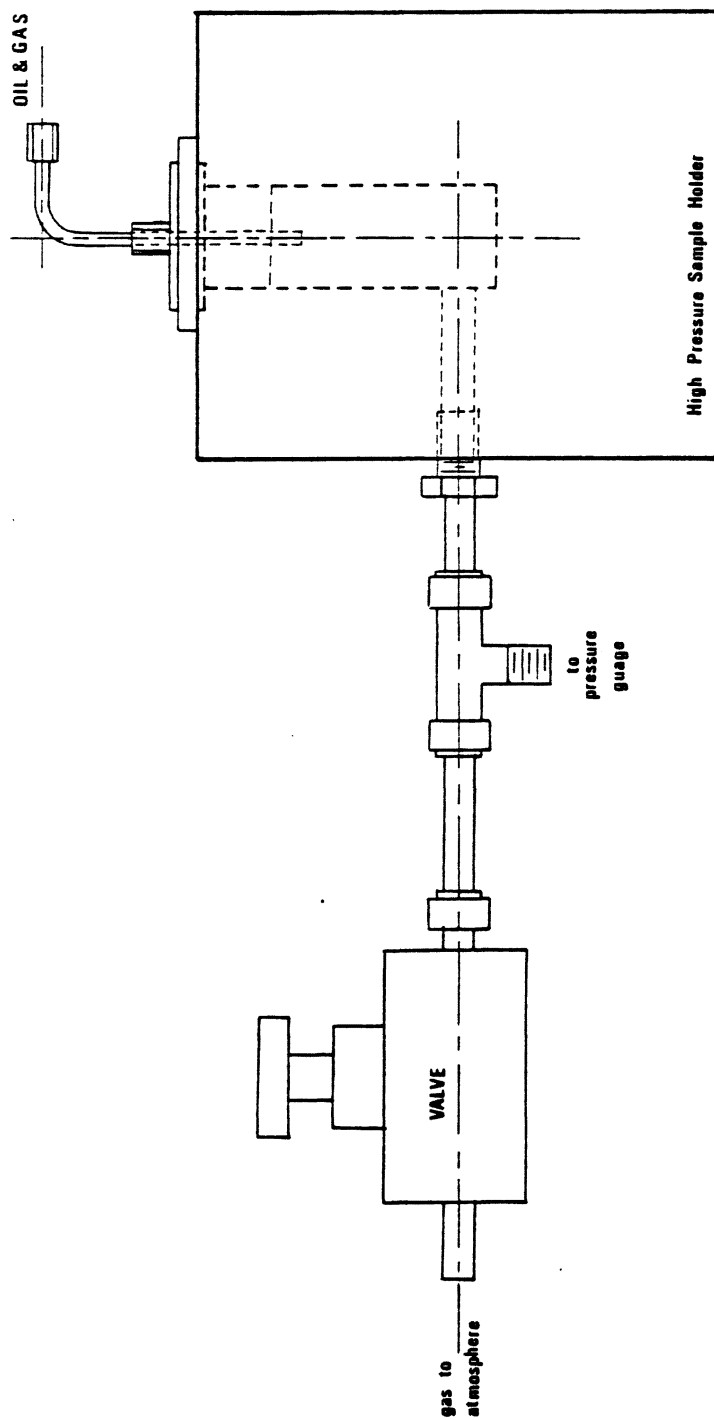 OIL & GAS
High Pressure Sample Holder
to
pressure
guage
VALVE
gas to
atmosphere